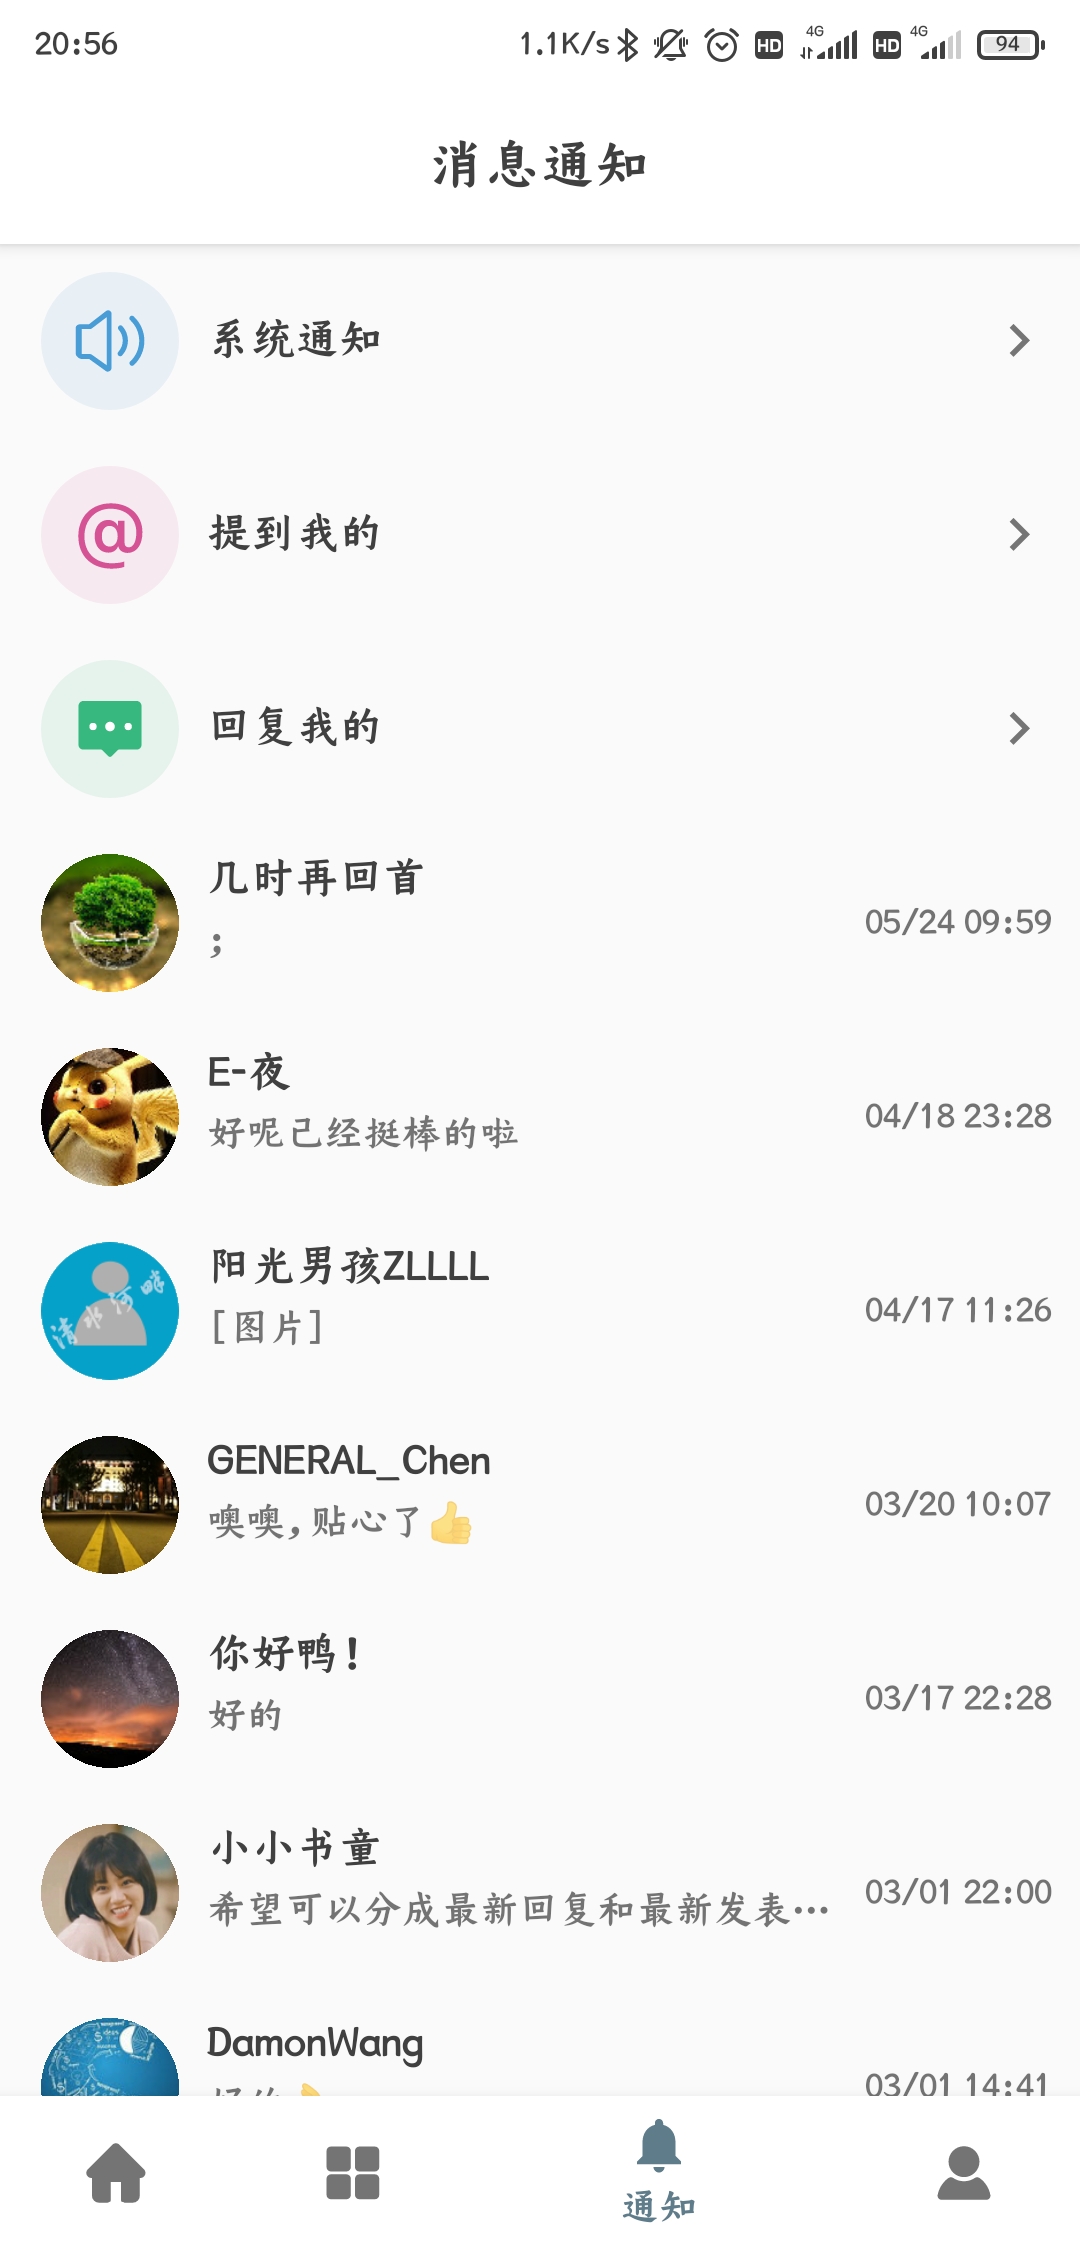 20:56
1.1K/s
HD
4G
HD
4G
94
消息通知
系统通知
@
提到我的
回复我的
几时再回首
;
05/24 09:59
E-夜
好呢已经挺棒的啦
04/18 23:28
阳光男孩ZLLLL
[图片]
04/17 11:26
清水河畔
GENERAL_Chen
噢噢,贴心了👍
03/20 10:07
你好鸭!
好的
03/17 22:28
小小书童
希望可以分成最新回复和最新发表…
03/01 22:00
DamonWang
03/01 14:41
通知